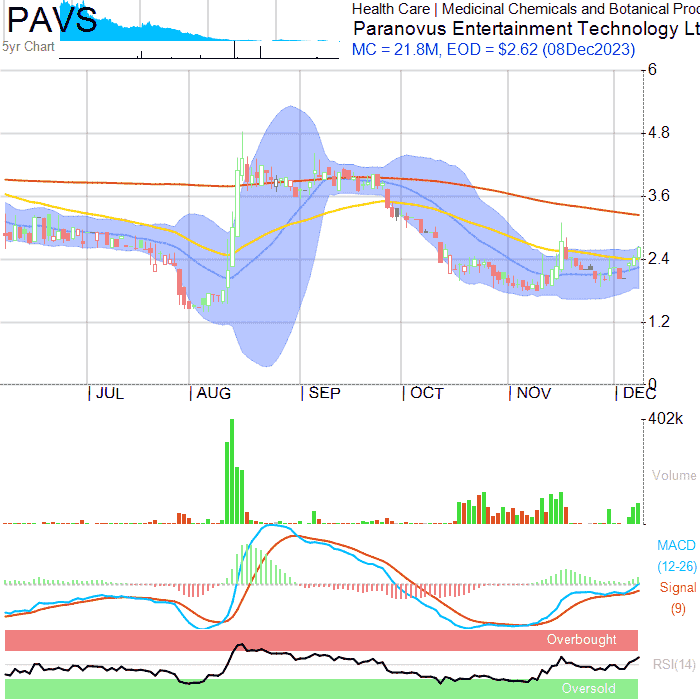 PAVS
5yr Chart
Health Care | Medicinal Chemicals and Botanical Proc
Paranovus Entertainment Technology Lt
MC = 21.8M, EOD = $2.62 (08Dec2023)
6
4.8
3.6
2.4
1.2
0
JUL AUG SEP OCT NOV DEC
402k
Volume
MACD
(12-26)
Signal
(9)
Overbought
RSI(14)
Oversold